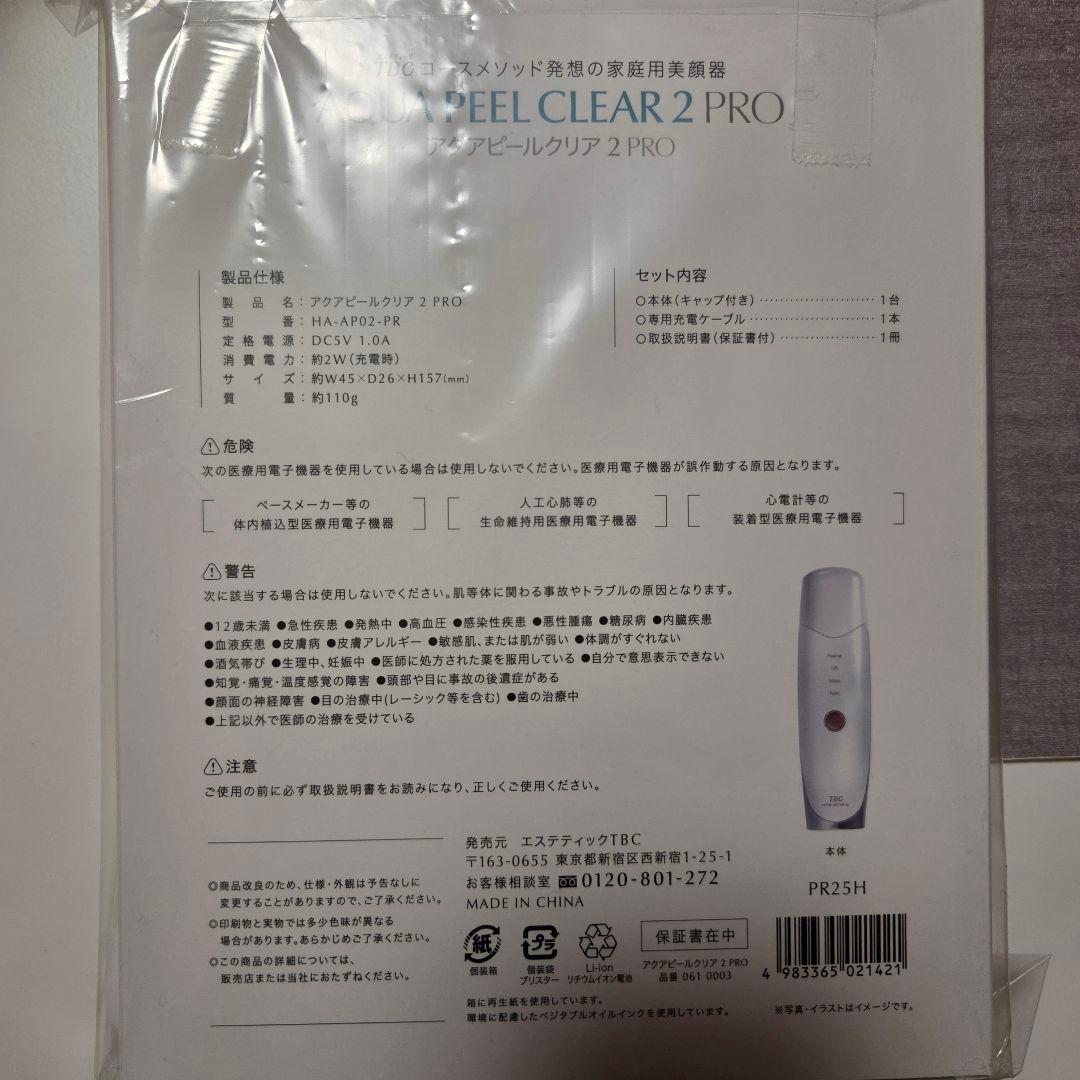 TBC コースメソッド発想の家庭用美顔器
AQUA PEEL CLEAR 2 PRO
アクアピールクリア 2 PRO
製品仕様
製品名：アクアピールクリア 2 PRO
型番：HA-AP02-PR
定格電源：DC5V 1.0A
消費電力：約2W（充電時）
サイズ：約W45×D26×H157(mm)
質量：約110g
セット内容
○本体（キャップ付き）……………………1台
○専用充電ケーブル……………………1本
○取扱説明書（保証書付）………………1冊
危険
次の医療用電子機器を使用している場合は使用しないでください。医療用電子機器が誤作動する原因となります。
ペースメーカー等の
体内植込型医療用電子機器
人工心肺等の
生命維持用医療用電子機器
心電計等の
装着型医療用電子機器
警告
次に該当する場合は使用しないでください。肌等体に関わる事故やトラブルの原因となります。
●12歳未満 ●急性疾患 ●発熱中 ●高血圧 ●感染性疾患 ●悪性腫瘍 ●糖尿病 ●内臓疾患
●血液疾患 ●皮膚病 ●皮膚アレルギー ●敏感肌、または肌が弱い ●体調がすぐれない
●酒気帯び ●生理中、妊娠中 ●医師に処方された薬を服用している ●自分で意思表示できない
●知覚・痛覚・温度感覚の障害 ●頭部や目に事故の後遺症がある
●顔面の神経障害 ●目の治療中(レーシック等を含む) ●歯の治療中
●上記以外で医師の治療を受けている
注意
ご使用の前に必ず取扱説明書をお読みになり、正しくご使用ください。
Peeling
Lift
TBC
本体
PR25H
◎商品改良のため、仕様・外観は予告なしに
変更することがありますので、ご了承ください。
◎印刷物と実物では多少色味が異なる
場合があります。あらかじめご了承ください。
◎この商品の詳細については、
販売店または当社におたずねください。
発売元 エステティックTBC
〒163-0655 東京都新宿区西新宿1-25-1
お客様相談室 0120-801-272
MADE IN CHINA
紙
個装箱
プラ
個装袋
ブリスター
Li-ion
リチウムイオン電池
保証書在中
アクアピールクリア 2 PRO
品番 061 0003
4 983365 021421
箱に再生紙を使用しています。
環境に配慮したベジタブルオイルインクを使用しています。
※写真・イラストはイメージです。